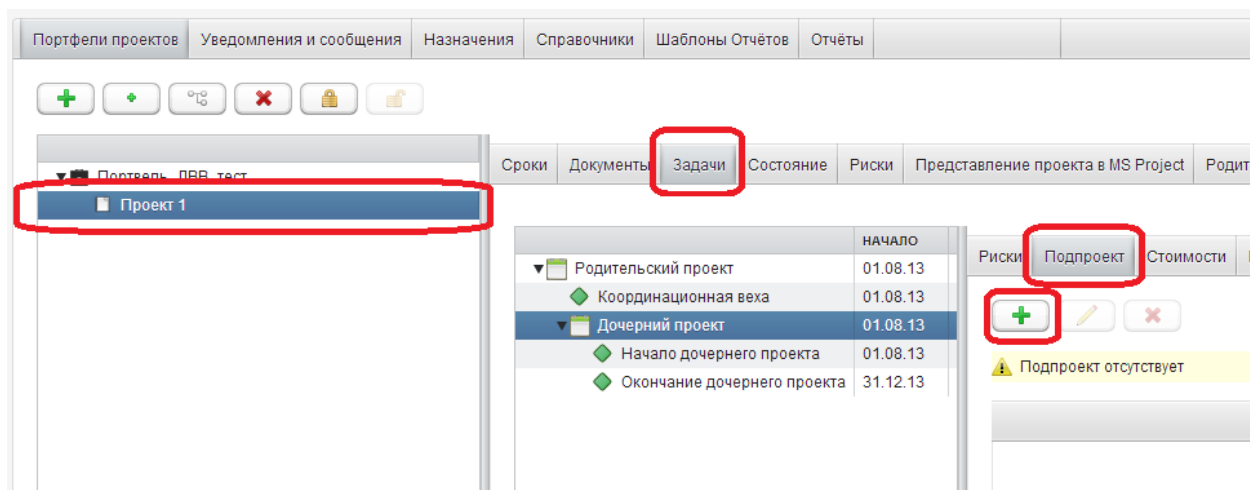 Портфели проектов Уведомления и сообщения Назначения Справочники Шаблоны Отчётов Отчёты
Сроки Документы Задачи Состояние Риски Представление проекта в MS Project Родит
Портвель_ЛВВ_тест
Проект 1
НАЧАЛО
Родительский проект 01.08.13
Координационная веха 01.08.13
Дочерний проект 01.08.13
Начало дочернего проекта 01.08.13
Окончание дочернего проекта 31.12.13
Риски Подпроект Стоимости
Подпроект отсутствует